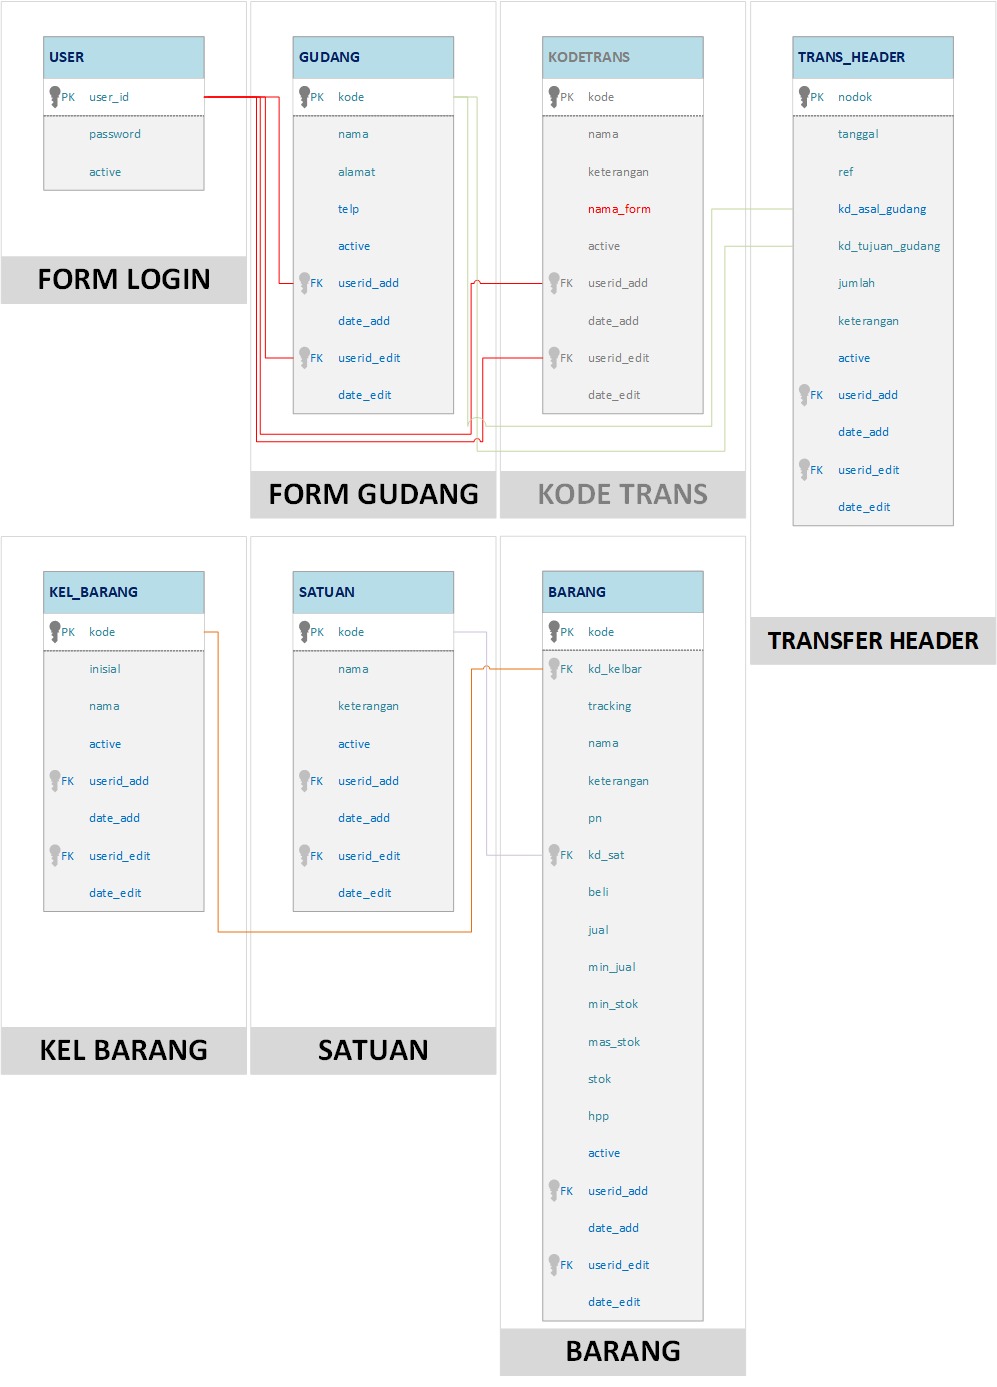 USER
PK user_id
password
active
FORM LOGIN
GUDANG
PK kode
nama
alamat
telp
active
FK userid_add
date_add
FK userid_edit
date_edit
FORM GUDANG
KODETRANS
PK kode
nama
keterangan
nama_form
active
FK userid_add
date_add
FK userid_edit
date_edit
KODE TRANS
TRANS_HEADER
PK nodok
tanggal
ref
kd_asal_gudang
kd_tujuan_gudang
jumlah
keterangan
active
FK userid_add
date_add
FK userid_edit
date_edit
TRANSFER HEADER
KEL_BARANG
PK kode
inisial
nama
active
FK userid_add
date_add
FK userid_edit
date_edit
KEL BARANG
SATUAN
PK kode
nama
keterangan
active
FK userid_add
date_add
FK userid_edit
date_edit
SATUAN
BARANG
PK kode
FK kd_kelbar
tracking
nama
keterangan
pn
FK kd_sat
beli
jual
min_jual
min_stok
mas_stok
stok
hpp
active
FK userid_add
date_add
FK userid_edit
date_edit
BARANG